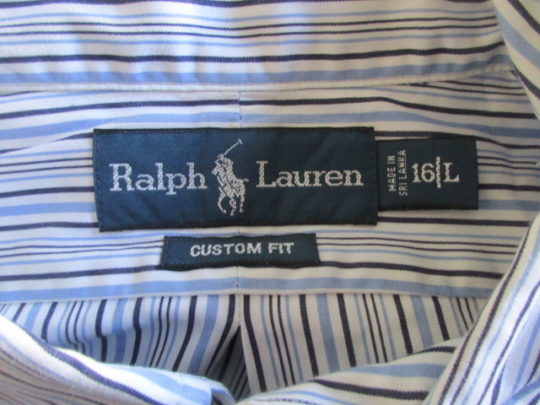 Ralph Lauren
MADE IN
SRI LANKA
16 L
CUSTOM FIT